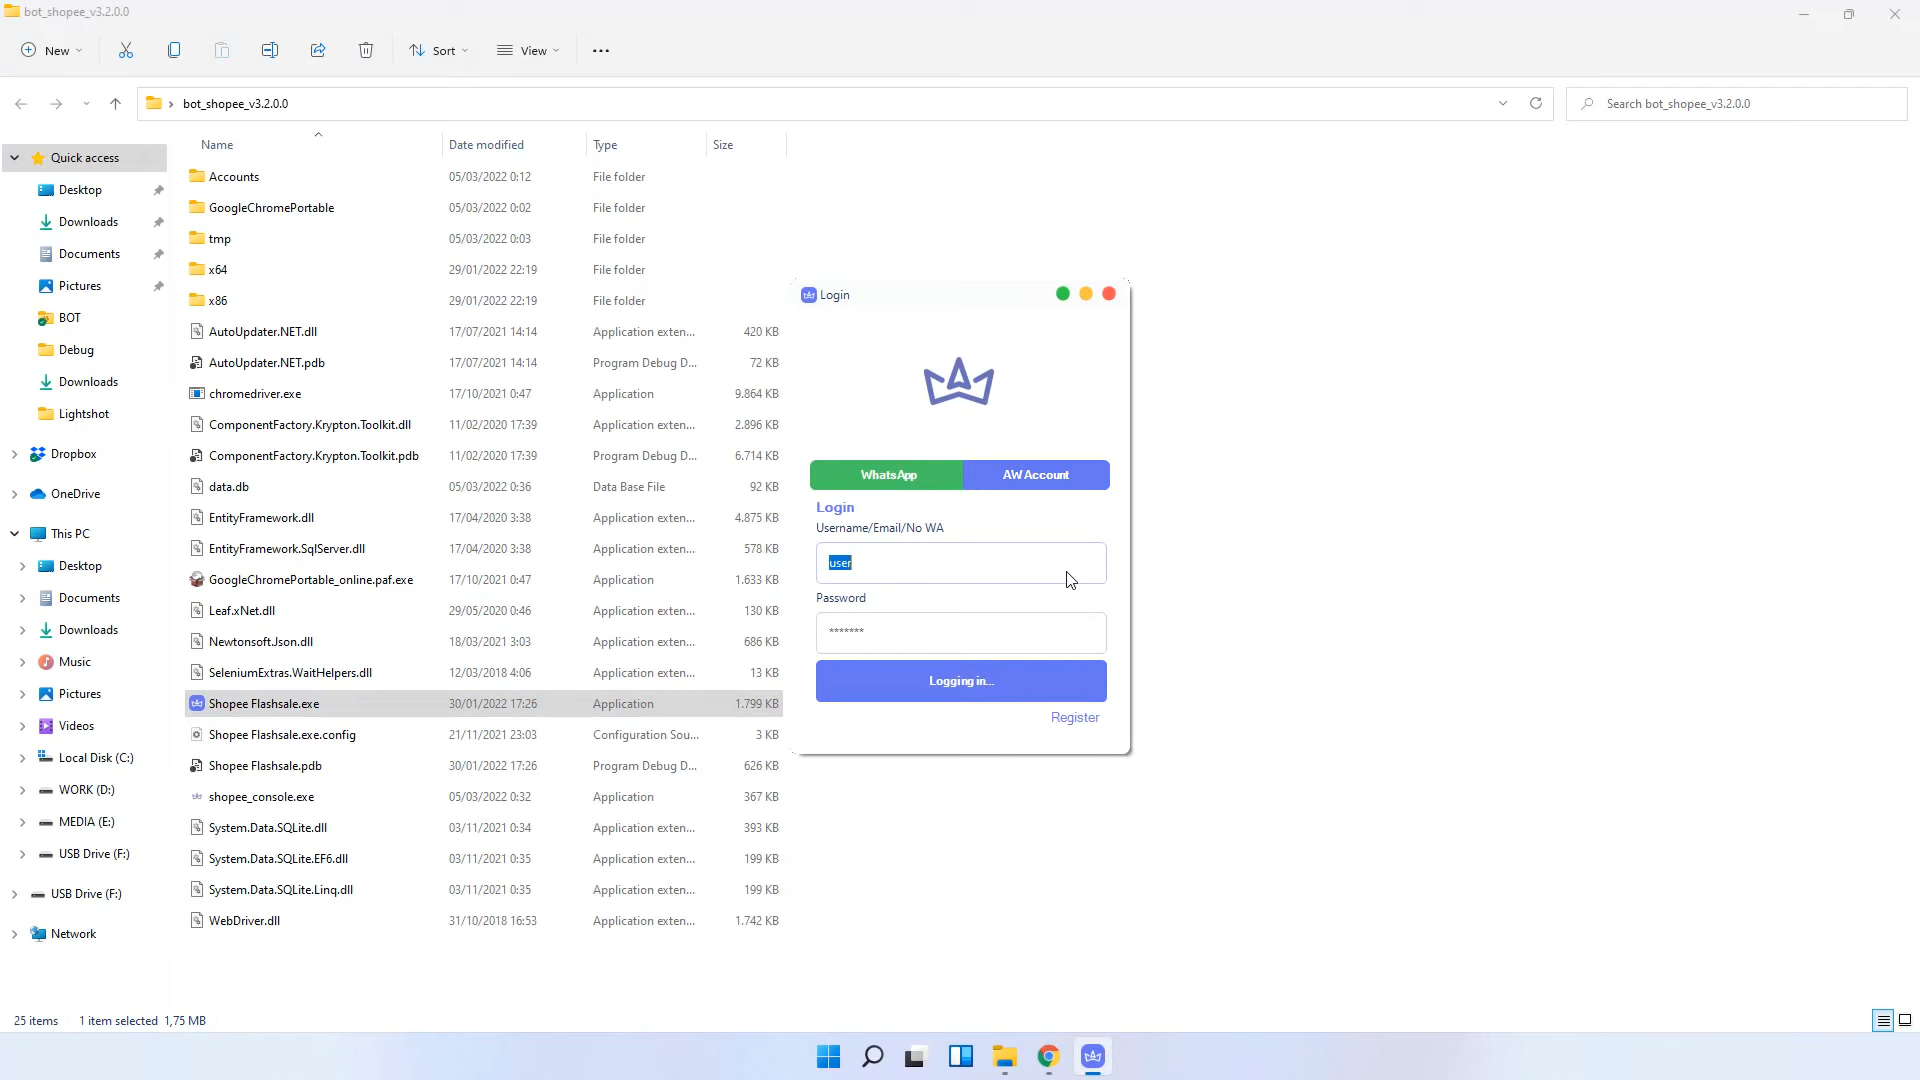 bot_shopee_v3.2.0.0
New
Sort
View
bot_shopee_v3.2.0.0
Search bot_shopee_v3.2.0.0
Name Date modified Type Size
Quick access
Desktop
Downloads
Documents
Pictures
BOT
Debug
Downloads
Lightshot
Dropbox
OneDrive
This PC
Desktop
Documents
Downloads
Music
Pictures
Videos
Local Disk (C:)
WORK (D:)
MEDIA (E:)
USB Drive (F:)
USB Drive (F:)
Network
Accounts 05/03/2022 0:12 File folder
GoogleChromePortable 05/03/2022 0:02 File folder
tmp 05/03/2022 0:03 File folder
x64 29/01/2022 22:19 File folder
x86 29/01/2022 22:19 File folder
AutoUpdater.NET.dll 17/07/2021 14:14 Application exten... 420 KB
AutoUpdater.NET.pdb 17/07/2021 14:14 Program Debug D... 72 KB
chromedriver.exe 17/10/2021 0:47 Application 9.864 KB
ComponentFactory.Krypton.Toolkit.dll 11/02/2020 17:39 Application exten... 2.896 KB
ComponentFactory.Krypton.Toolkit.pdb 11/02/2020 17:39 Program Debug D... 6.714 KB
data.db 05/03/2022 0:36 Data Base File 92 KB
EntityFramework.dll 17/04/2020 3:38 Application exten... 4.875 KB
EntityFramework.SqlServer.dll 17/04/2020 3:38 Application exten... 578 KB
GoogleChromePortable_online.paf.exe 17/10/2021 0:47 Application 1.633 KB
Leaf.xNet.dll 29/05/2020 0:46 Application exten... 130 KB
Newtonsoft.Json.dll 18/03/2021 3:03 Application exten... 686 KB
SeleniumExtras.WaitHelpers.dll 12/03/2018 4:06 Application exten... 13 KB
Shopee Flashsale.exe 30/01/2022 17:26 Application 1.799 KB
Shopee Flashsale.exe.config 21/11/2021 23:03 Configuration Sou... 3 KB
Shopee Flashsale.pdb 30/01/2022 17:26 Program Debug D... 626 KB
shopee_console.exe 05/03/2022 0:32 Application 367 KB
System.Data.SQLite.dll 03/11/2021 0:34 Application exten... 393 KB
System.Data.SQLite.EF6.dll 03/11/2021 0:35 Application exten... 199 KB
System.Data.SQLite.Linq.dll 03/11/2021 0:35 Application exten... 199 KB
WebDriver.dll 31/10/2018 16:53 Application exten... 1.742 KB
Login
WhatsApp AW Account
Login
Username/Email/No WA
user
Password
*******
Logging in...
Register
25 items 1 item selected 1,75 MB